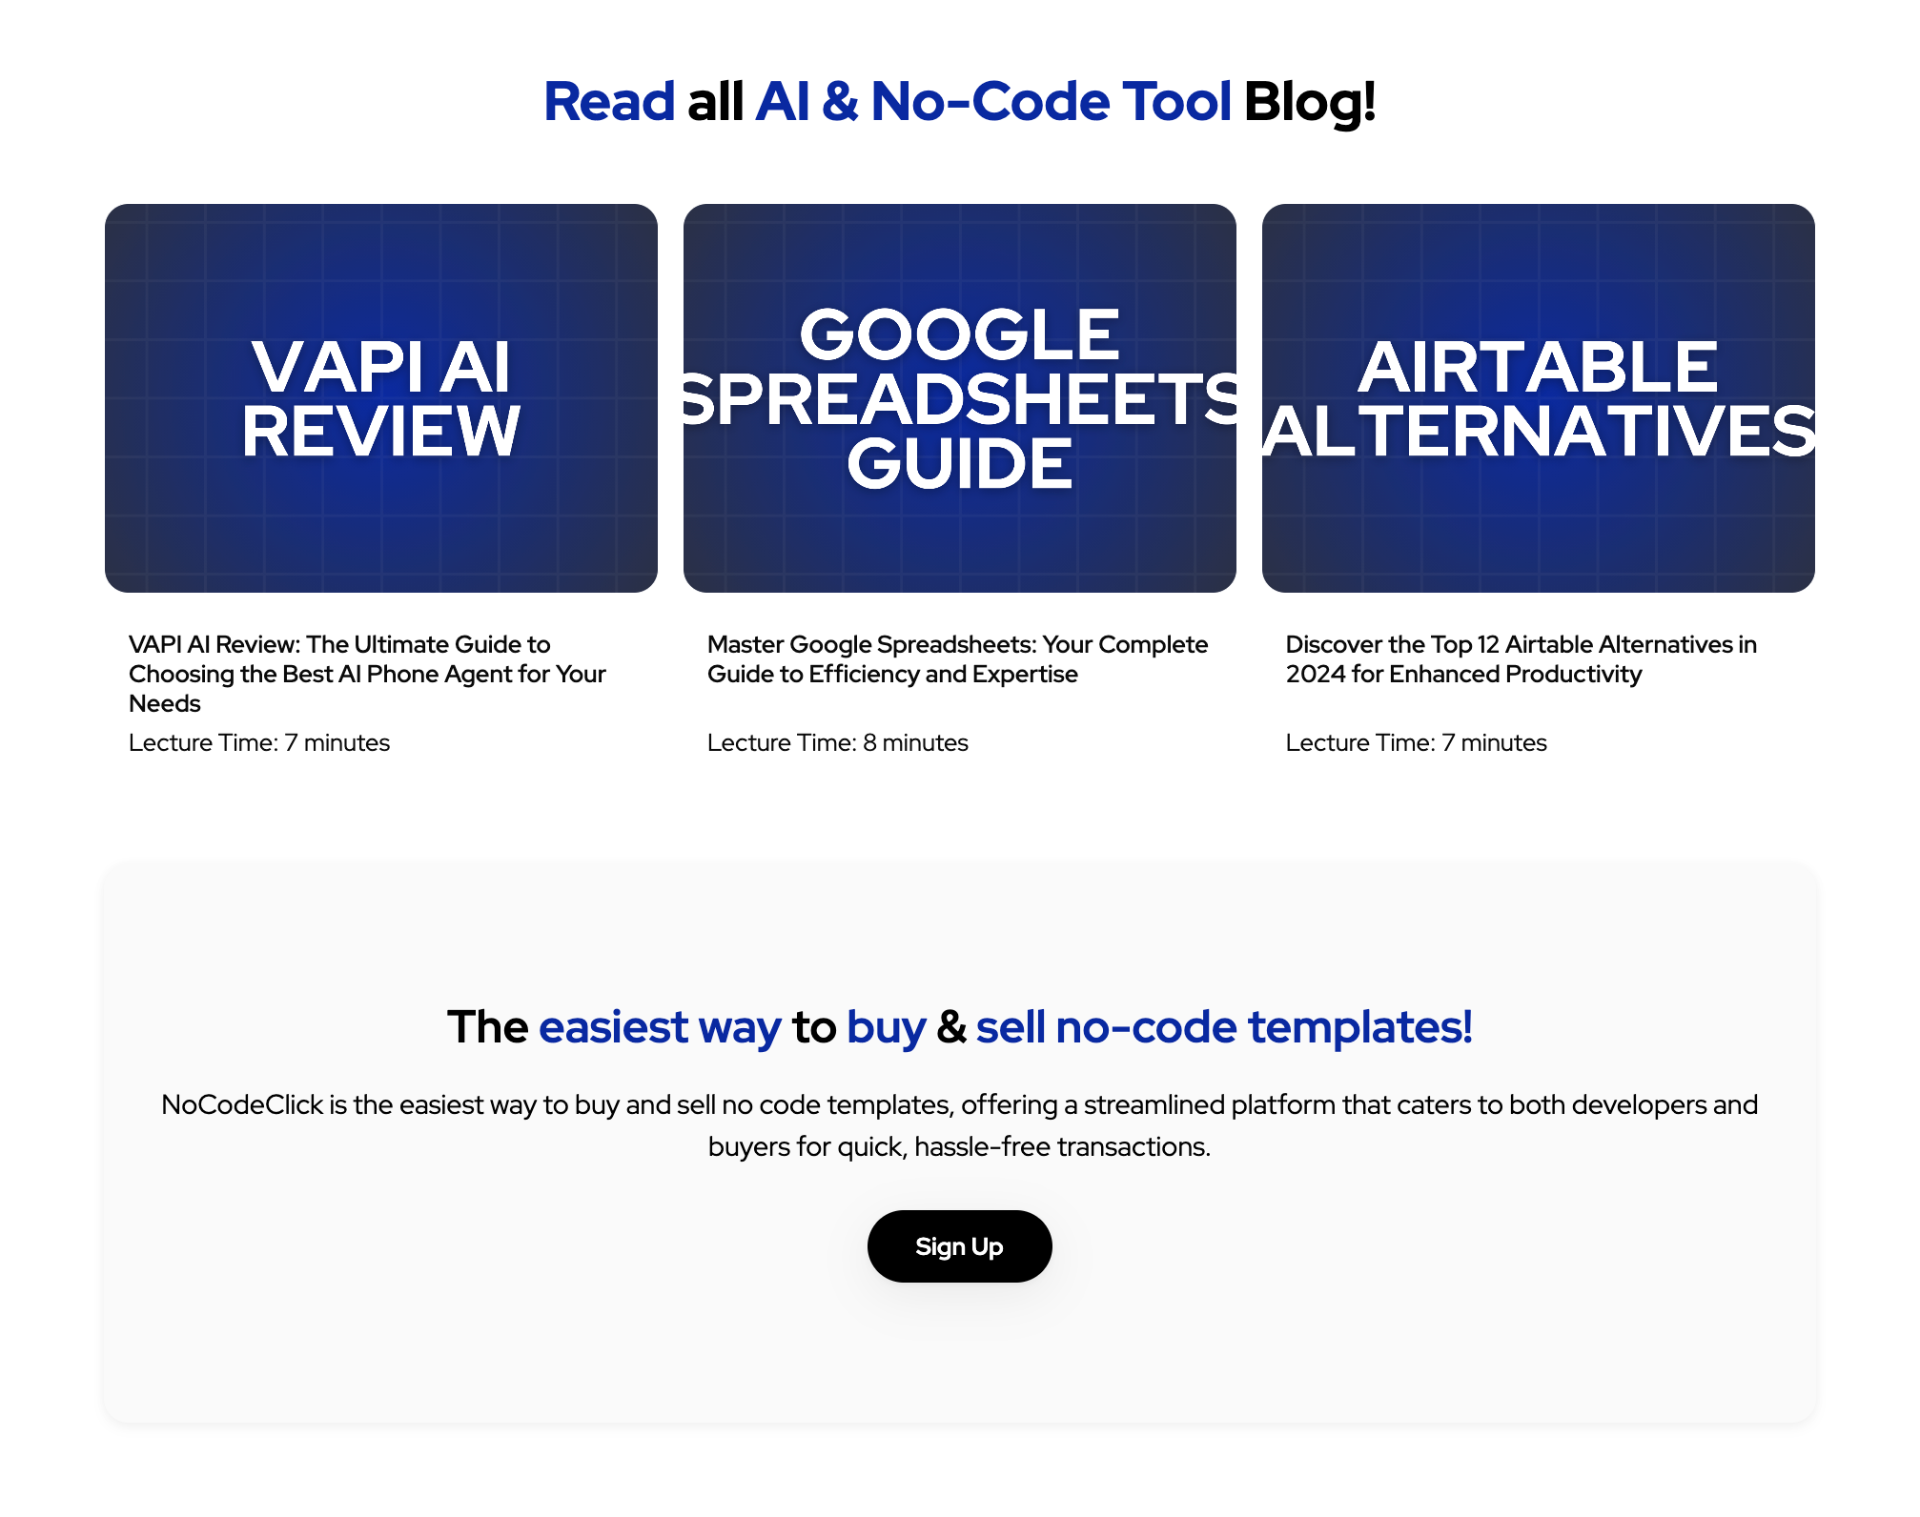 Read all AI & No-Code Tool Blog!
VAPI AI
REVIEW
GOOGLE
SPREADSHEETS
GUIDE
AIRTABLE
ALTERNATIVES
VAPI AI Review: The Ultimate Guide to
Choosing the Best AI Phone Agent for Your
Needs
Lecture Time: 7 minutes
Master Google Spreadsheets: Your Complete
Guide to Efficiency and Expertise
Lecture Time: 8 minutes
Discover the Top 12 Airtable Alternatives in
2024 for Enhanced Productivity
Lecture Time: 7 minutes
The easiest way to buy & sell no-code templates!
NoCodeClick is the easiest way to buy and sell no code templates, offering a streamlined platform that caters to both developers and
buyers for quick, hassle-free transactions.
Sign Up